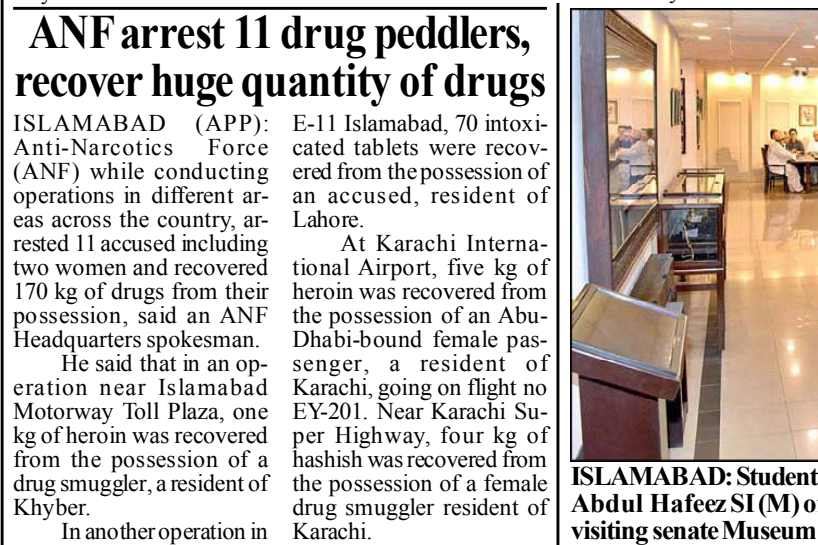 ANF arrest 11 drug peddlers,
recover huge quantity of drugs
ISLAMABAD (APP):
Anti-Narcotics Force
(ANF) while conducting
operations in different ar-
eas across the country, ar-
rested 11 accused including
two women and recovered
170 kg of drugs from their
possession, said an ANF
Headquarters spokesman.
He said that in an op-
eration near Islamabad
Motorway Toll Plaza, one
kg of heroin was recovered
from the possession of a
drug smuggler, a resident of
Khyber.
In another operation in
E-11 Islamabad, 70 intoxi-
cated tablets were recov-
ered from the possession of
an accused, resident of
Lahore.
At Karachi Interna-
tional Airport, five kg of
heroin was recovered from
the possession of an Abu-
Dhabi-bound female pas-
senger, a resident of
Karachi, going on flight no
EY-201. Near Karachi Su-
per Highway, four kg of
hashish was recovered from
the possession of a female
drug smuggler resident of
Karachi.
ISLAMABAD: Student
Abdul Hafeez SI (M) o
visiting senate Museum